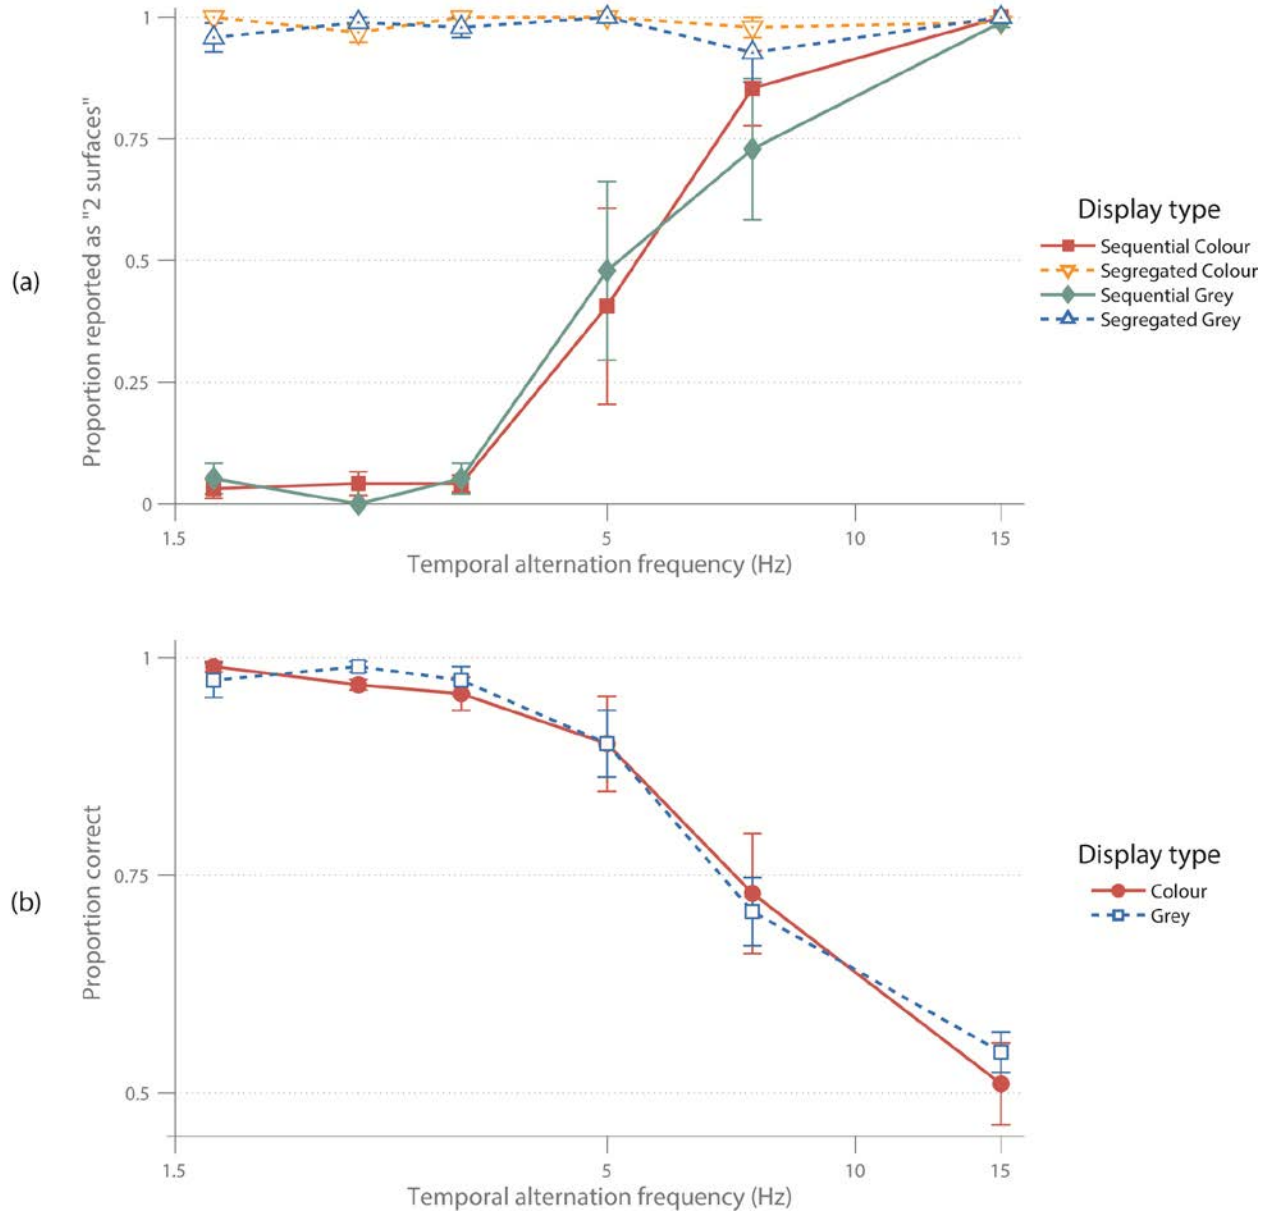 1
0.75
0.5
0.25
0
Proportion reported as "2 surfaces"
(a)
1.5
5
10
15
Temporal alternation frequency (Hz)
Display type
Sequential Colour
Segregated Colour
Sequential Grey
Segregated Grey
1
0.75
0.5
Proportion correct
(b)
1.5
5
10
15
Temporal alternation frequency (Hz)
Display type
Colour
Grey